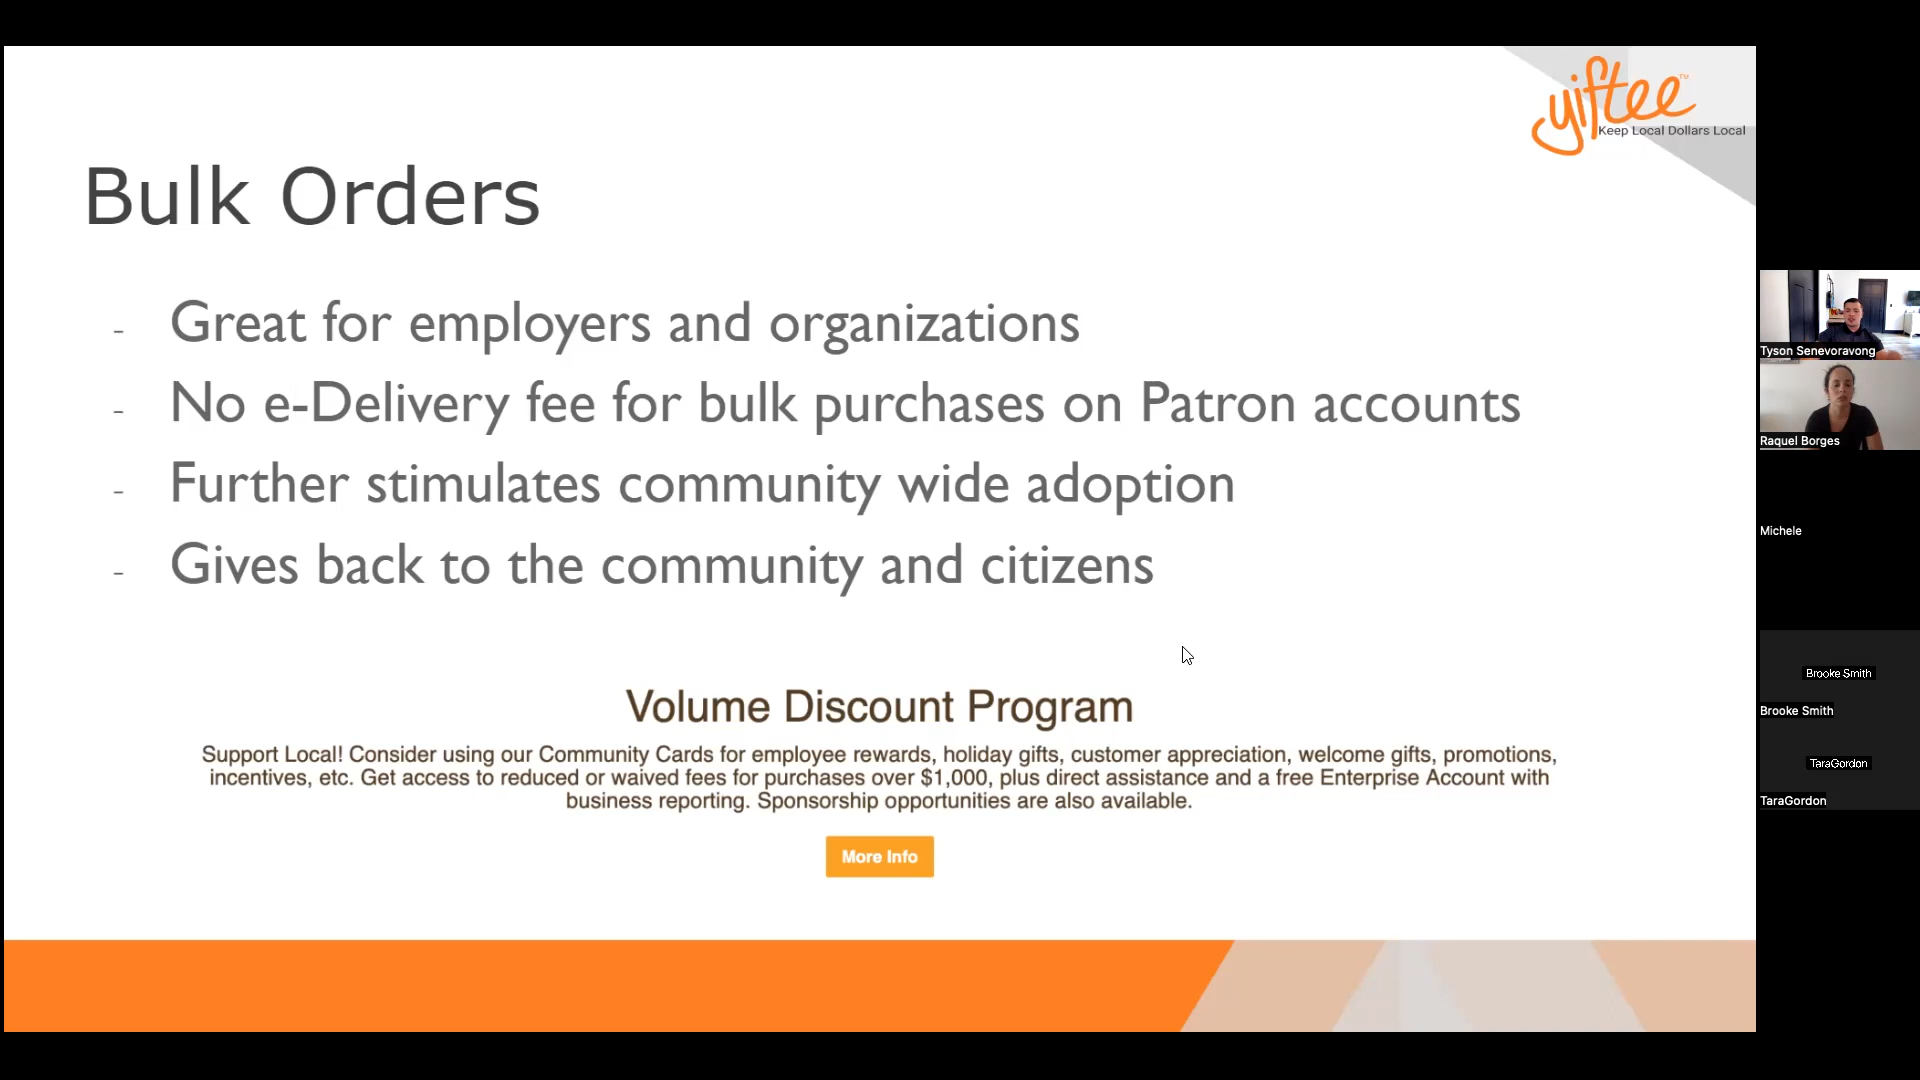 yiftee™
Keep Local Dollars Local
Bulk Orders
- Great for employers and organizations
- No e-Delivery fee for bulk purchases on Patron accounts
- Further stimulates community wide adoption
- Gives back to the community and citizens
Volume Discount Program
Support Local! Consider using our Community Cards for employee rewards, holiday gifts, customer appreciation, welcome gifts, promotions,
incentives, etc. Get access to reduced or waived fees for purchases over $1,000, plus direct assistance and a free Enterprise Account with
business reporting. Sponsorship opportunities are also available.
More Info
Tyson Senevoravong
Raquel Borges
Michele
Brooke Smith
Brooke Smith
TaraGordon
TaraGordon